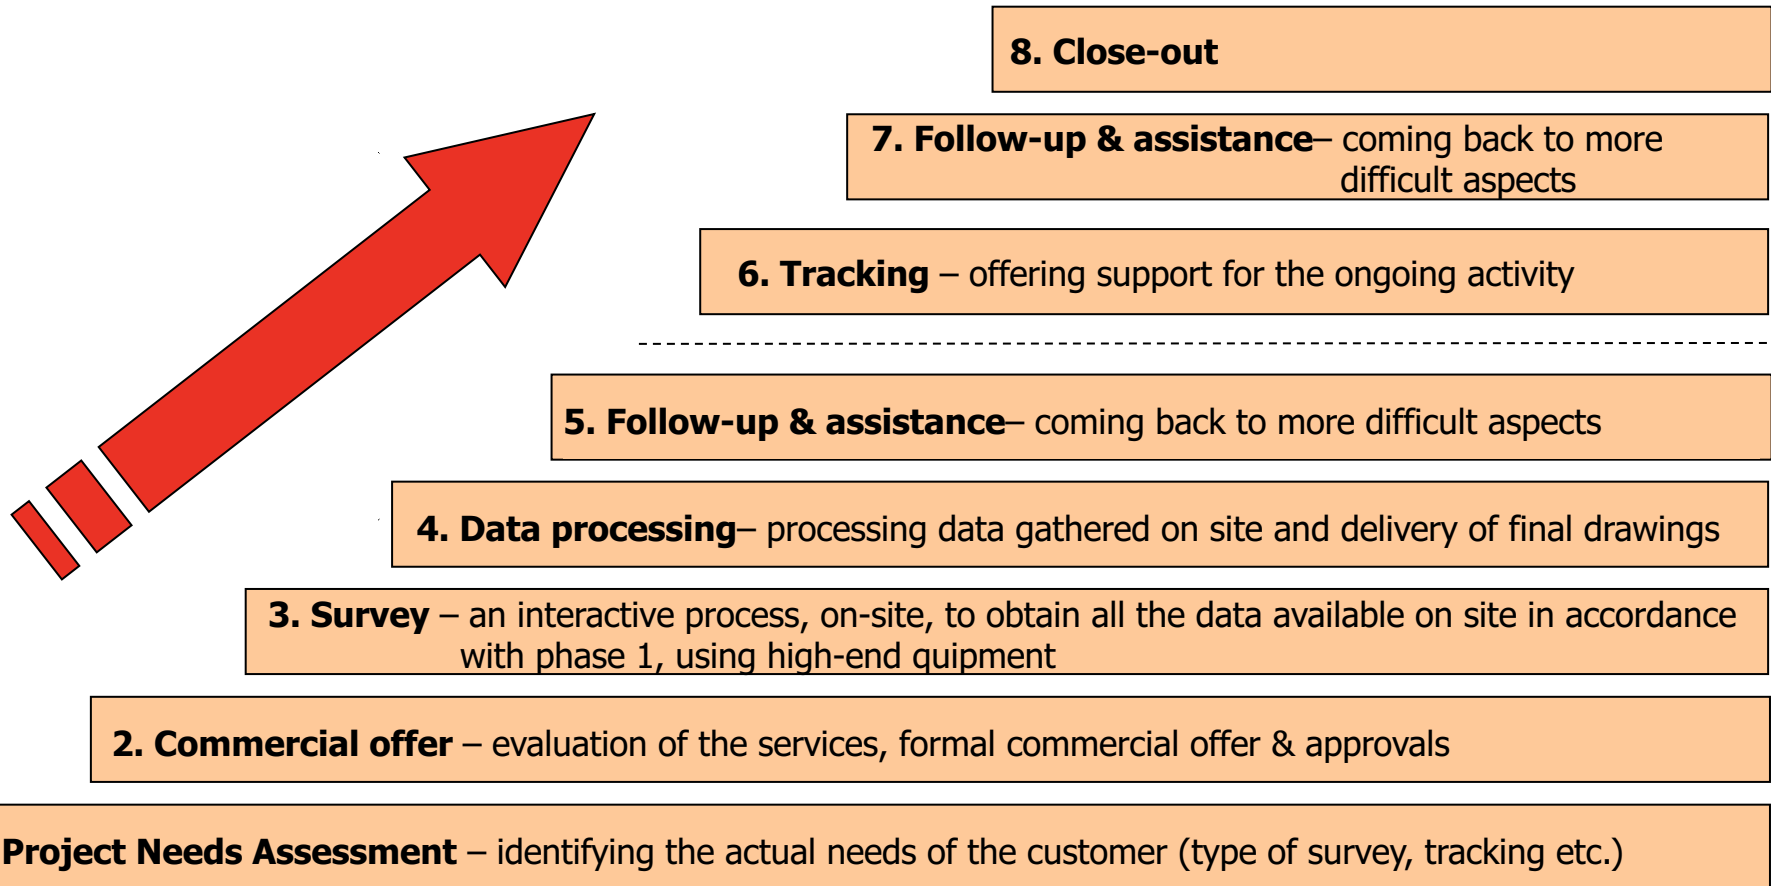 8. Close-out
7. Follow-up & assistance– coming back to more
difficult aspects
6. Tracking – offering support for the ongoing activity
5. Follow-up & assistance– coming back to more difficult aspects
4. Data processing– processing data gathered on site and delivery of final drawings
3. Survey – an interactive process, on-site, to obtain all the data available on site in accordance
with phase 1, using high-end quipment
2. Commercial offer – evaluation of the services, formal commercial offer & approvals
Project Needs Assessment – identifying the actual needs of the customer (type of survey, tracking etc.)